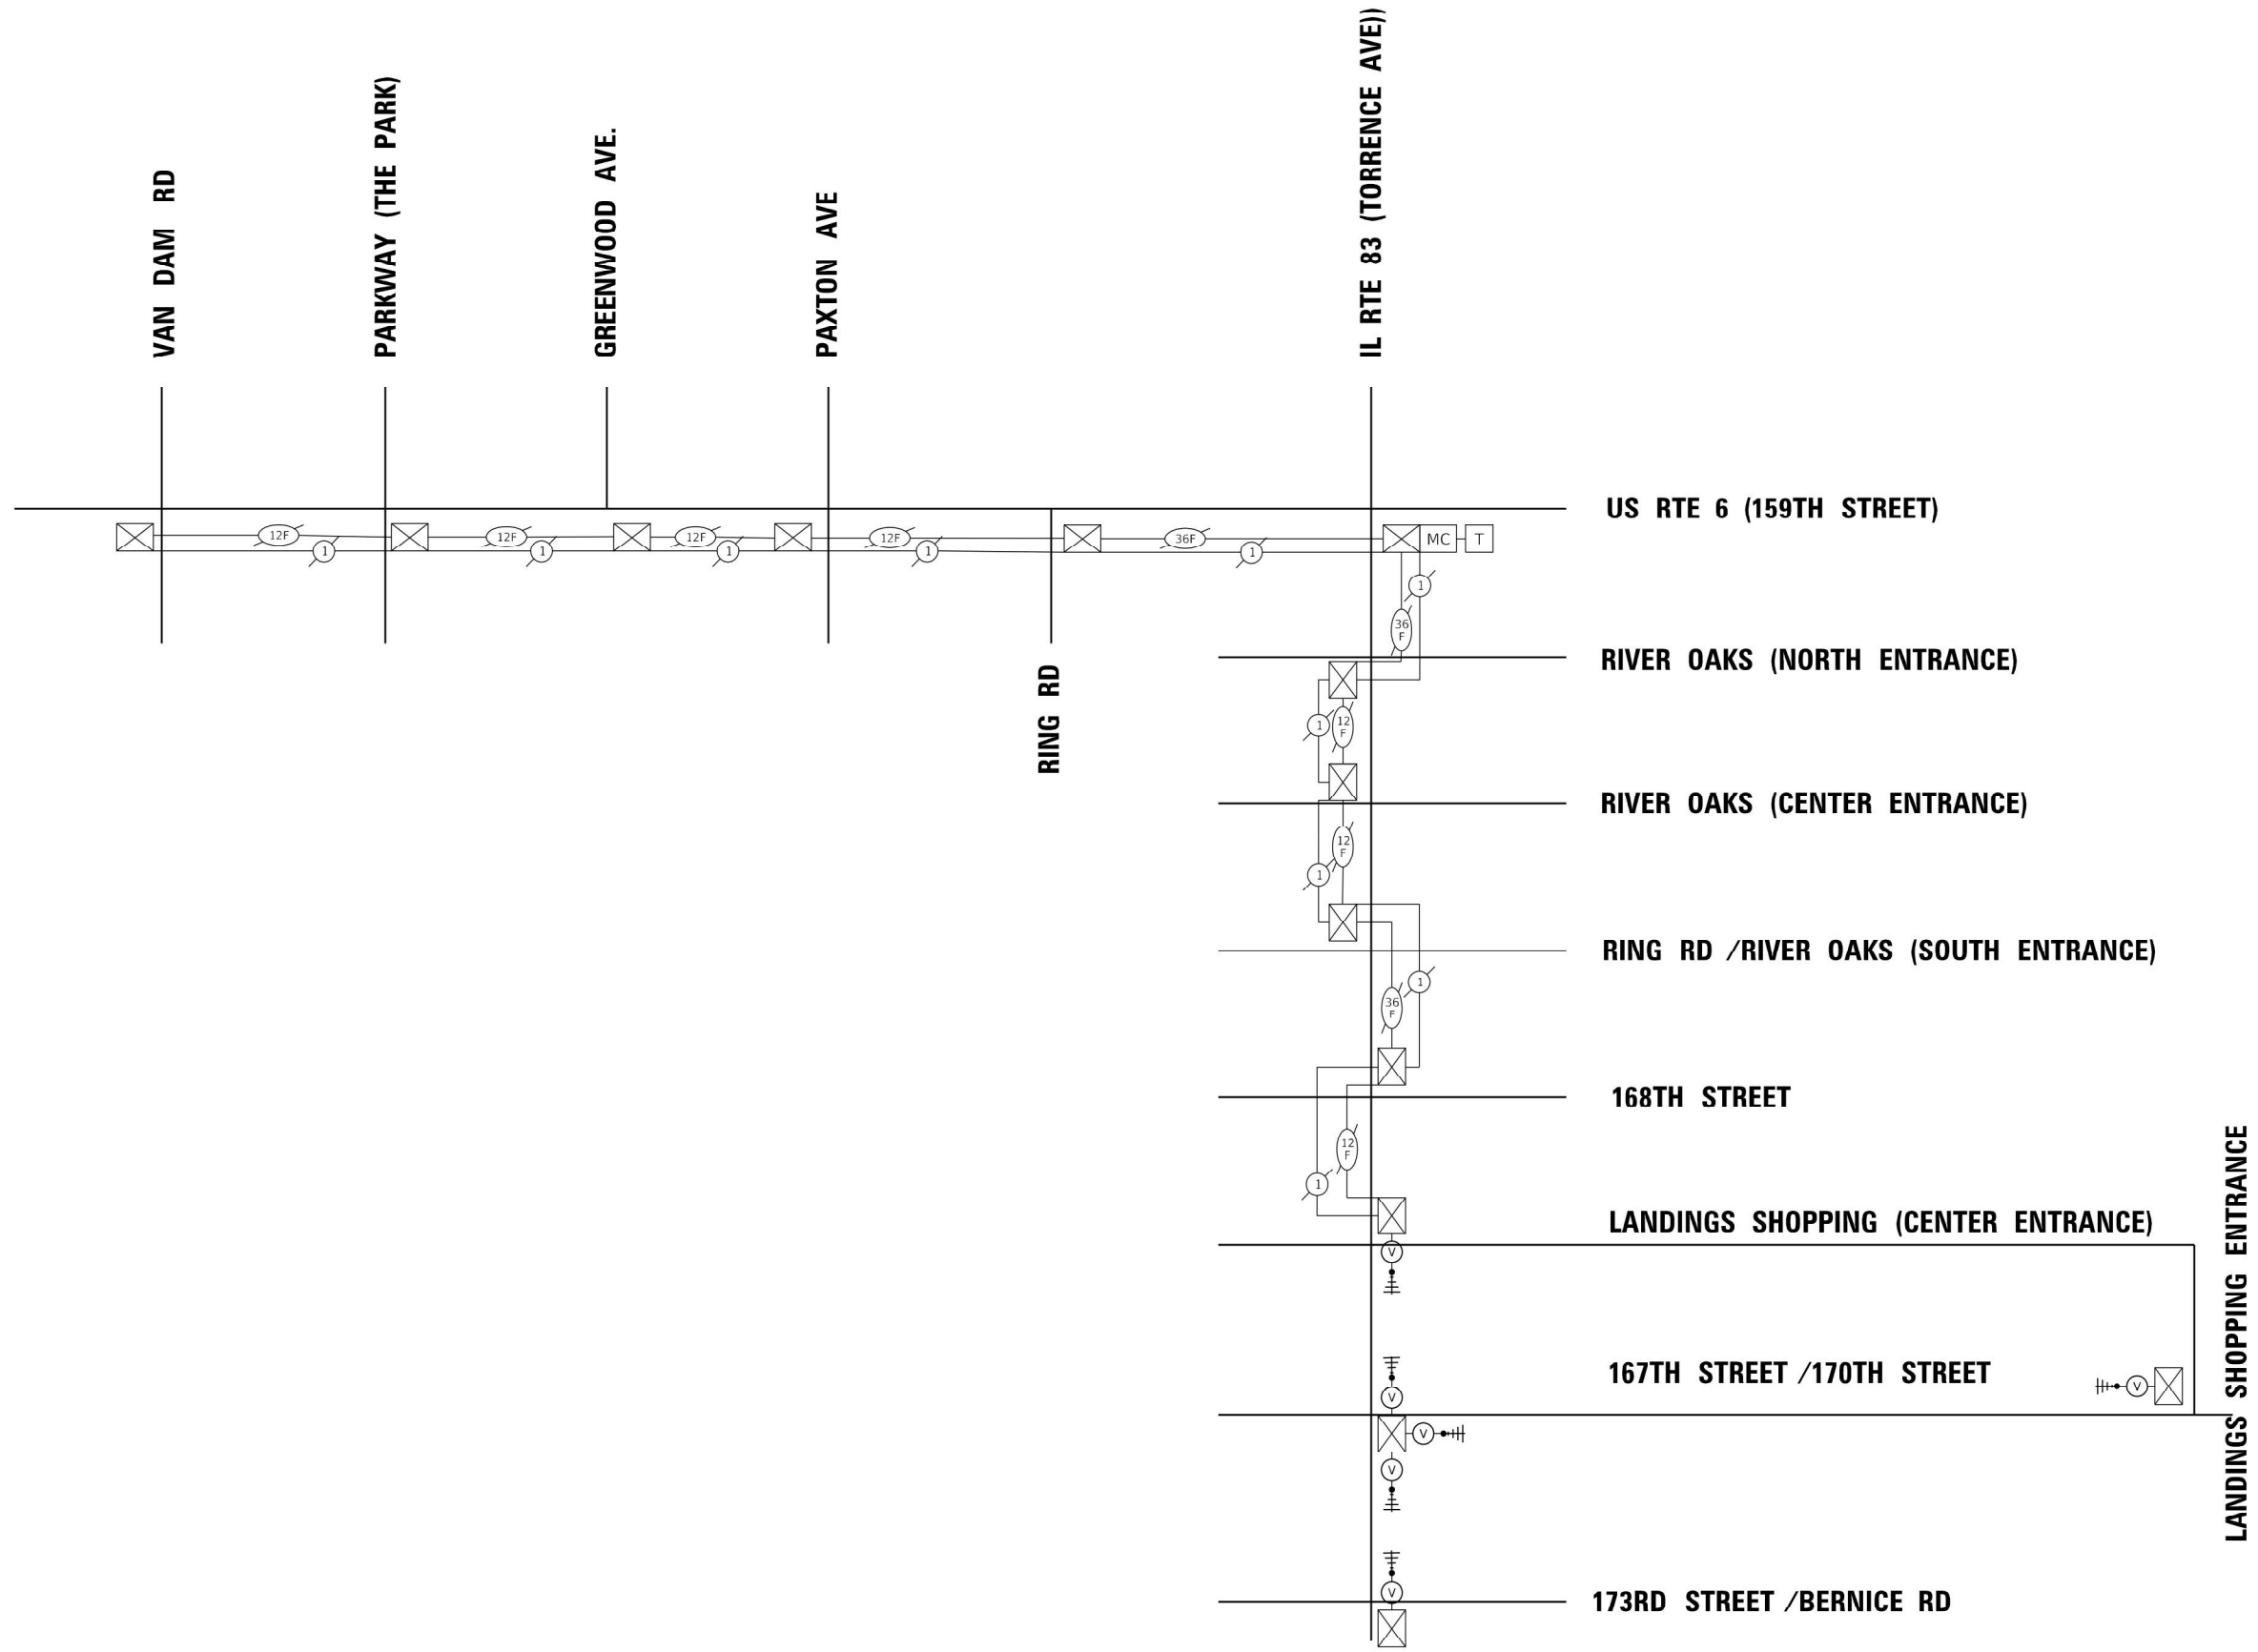 VAN DAM RD
PARKWAY (THE PARK)
GREENWOOD AVE.
PAXTON AVE
IL RTE 83 (TORRENCE AVE))
US RTE 6 (159TH STREET)
12F
12F
12F
12F
36F
MC
T
1
1
1
1
1
1
36
F
RIVER OAKS (NORTH ENTRANCE)
RING RD
1
12
F
RIVER OAKS (CENTER ENTRANCE)
12
F
1
RING RD /RIVER OAKS (SOUTH ENTRANCE)
1
36
F
168TH STREET
12
F
1
LANDINGS SHOPPING (CENTER ENTRANCE)
V
LANDINGS SHOPPING ENTRANCE
167TH STREET /170TH STREET
V
V
V
V
V
173RD STREET /BERNICE RD